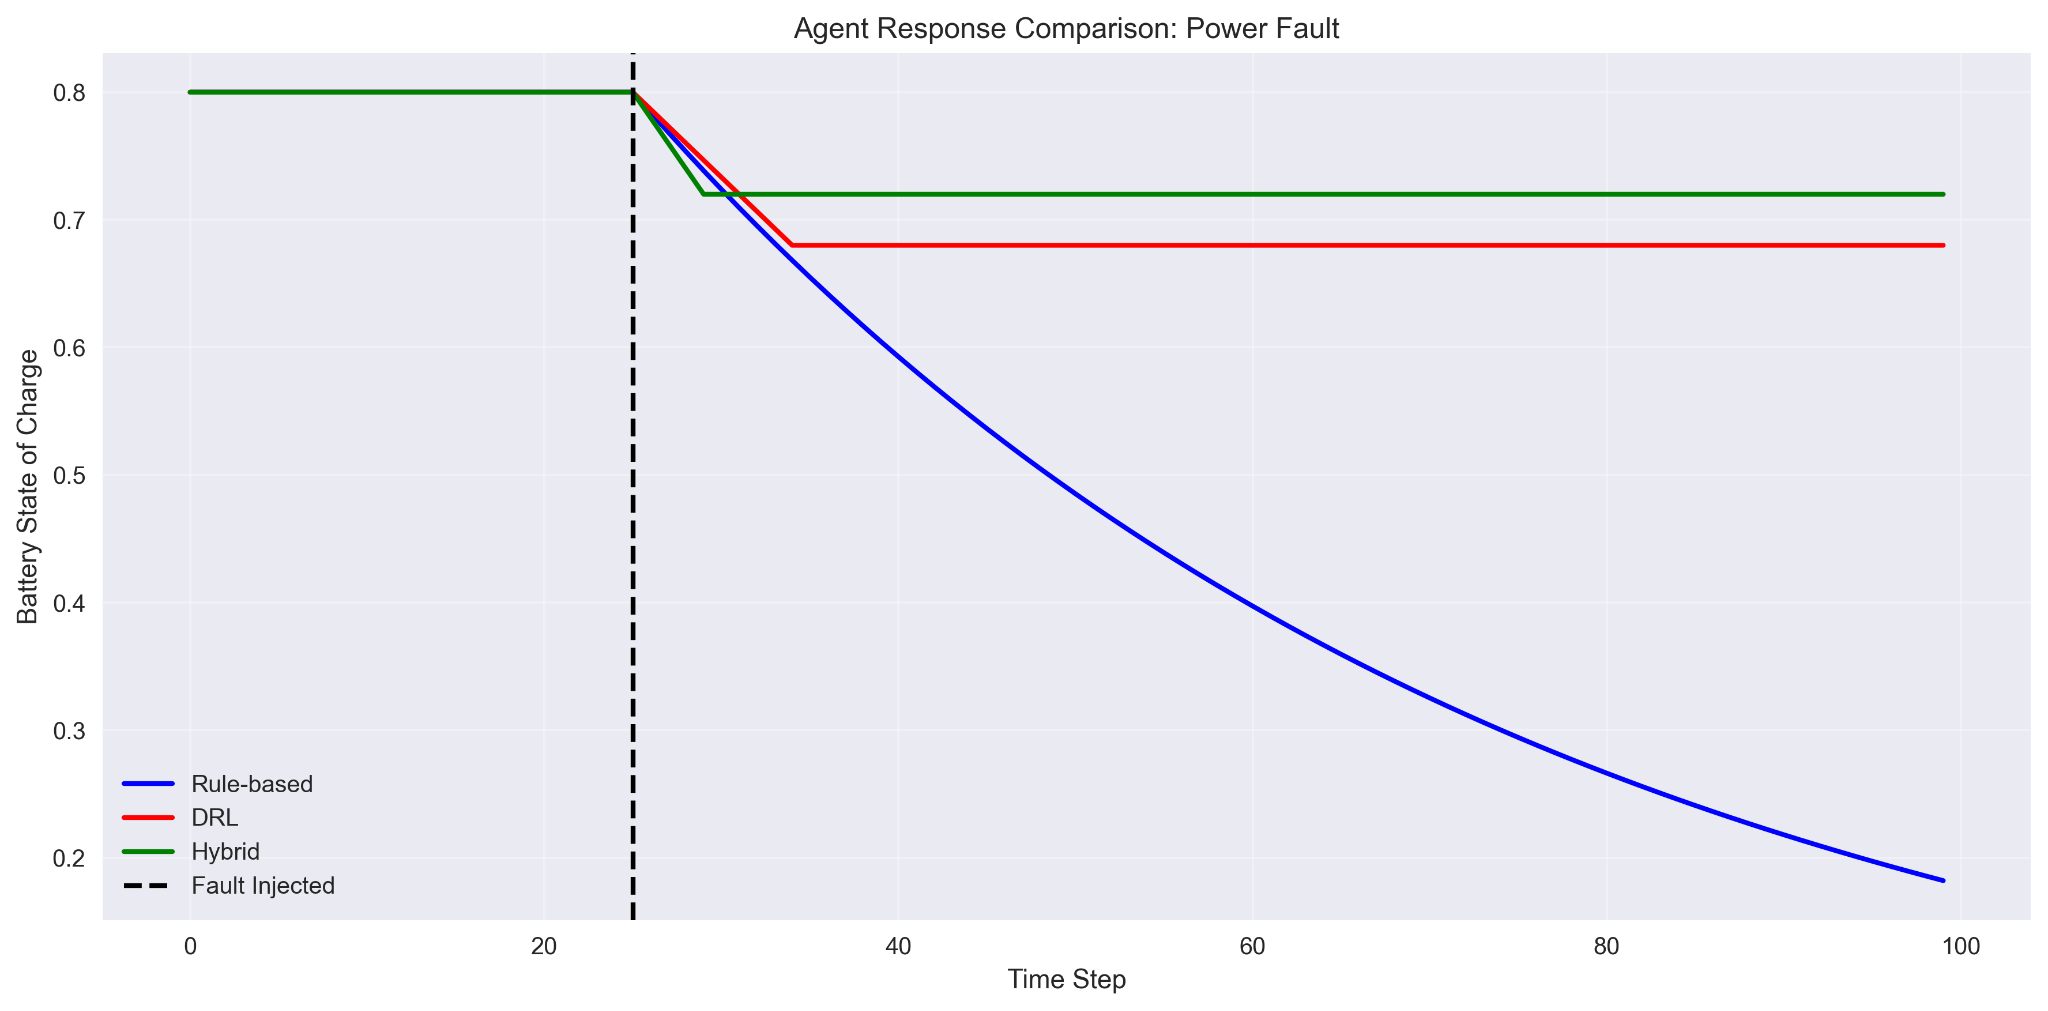 Agent Response Comparison: Power Fault
Battery State of Charge
0.8
0.7
0.6
0.5
0.4
0.3
0.2
Rule-based
DRL
Hybrid
Fault Injected
0 20 40 60 80 100
Time Step